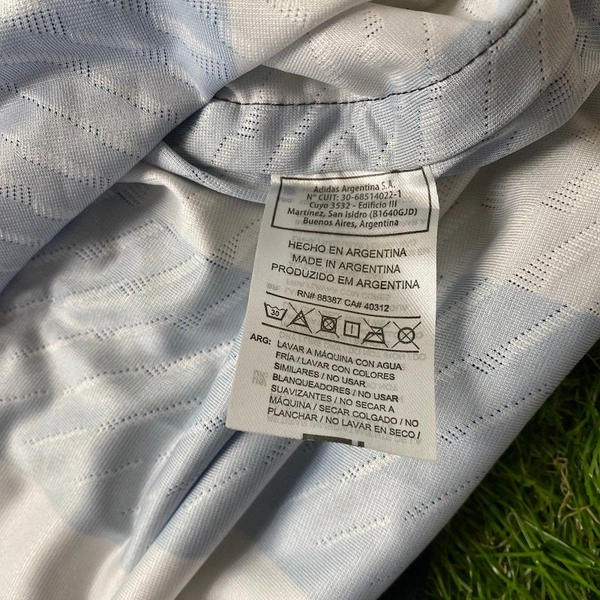 Adidas Argentina S.A.
N° CUIT: 30-68514022-1
Cuyo 3532 - Edificio III
Martínez, San isidro (B1640GJD)
Buenos Aires, Argentina
HECHO EN ARGENTINA
MADE IN ARGENTINA
PRODUZIDO EM ARGENTINA
RN# 88387 CA# 40312
30
ARG: LAVAR A MÁQUINA CON AGUA
FRÍA / LAVAR CON COLORES
SIMILARES / NO USAR
BLANQUEADORES / NO USAR
SUAVIZANTES / NO SECAR A
MÁQUINA / SECAR COLGADO / NO
PLANCHAR / NO LAVAR EN SECO /